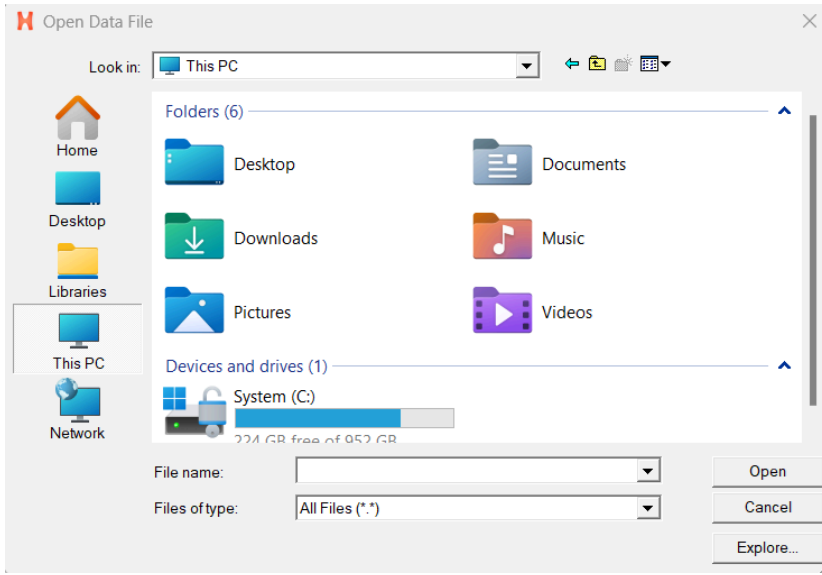 Open Data File
Look in: This PC
Home
Desktop
Libraries
This PC
Network
Folders (6)
Desktop
Documents
Downloads
Music
Pictures
Videos
Devices and drives (1)
System (C:)
224 GB free of 952 GB
File name:
Open
Files of type: All Files (*.*)
Cancel
Explore...